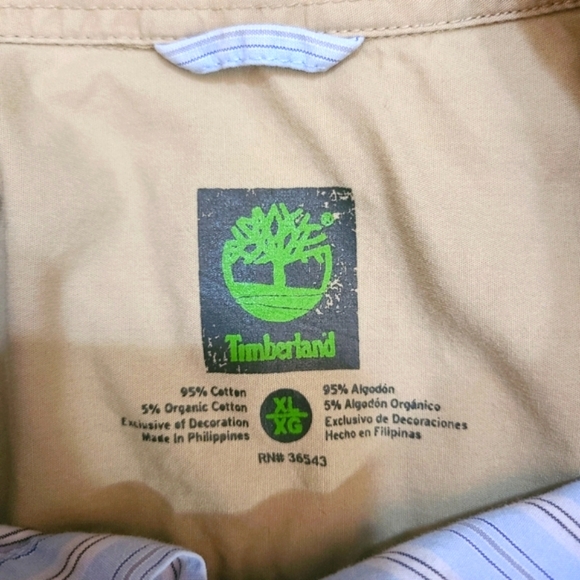 Timberland
95% Cotton
5% Organic Cotton
Exclusive of Decoration
Made In Philippines
XL
XG
95% Algodón
5% Algodón Orgánico
Exclusivo de Decoraciones
Hecho en Filipinas
RN# 36543